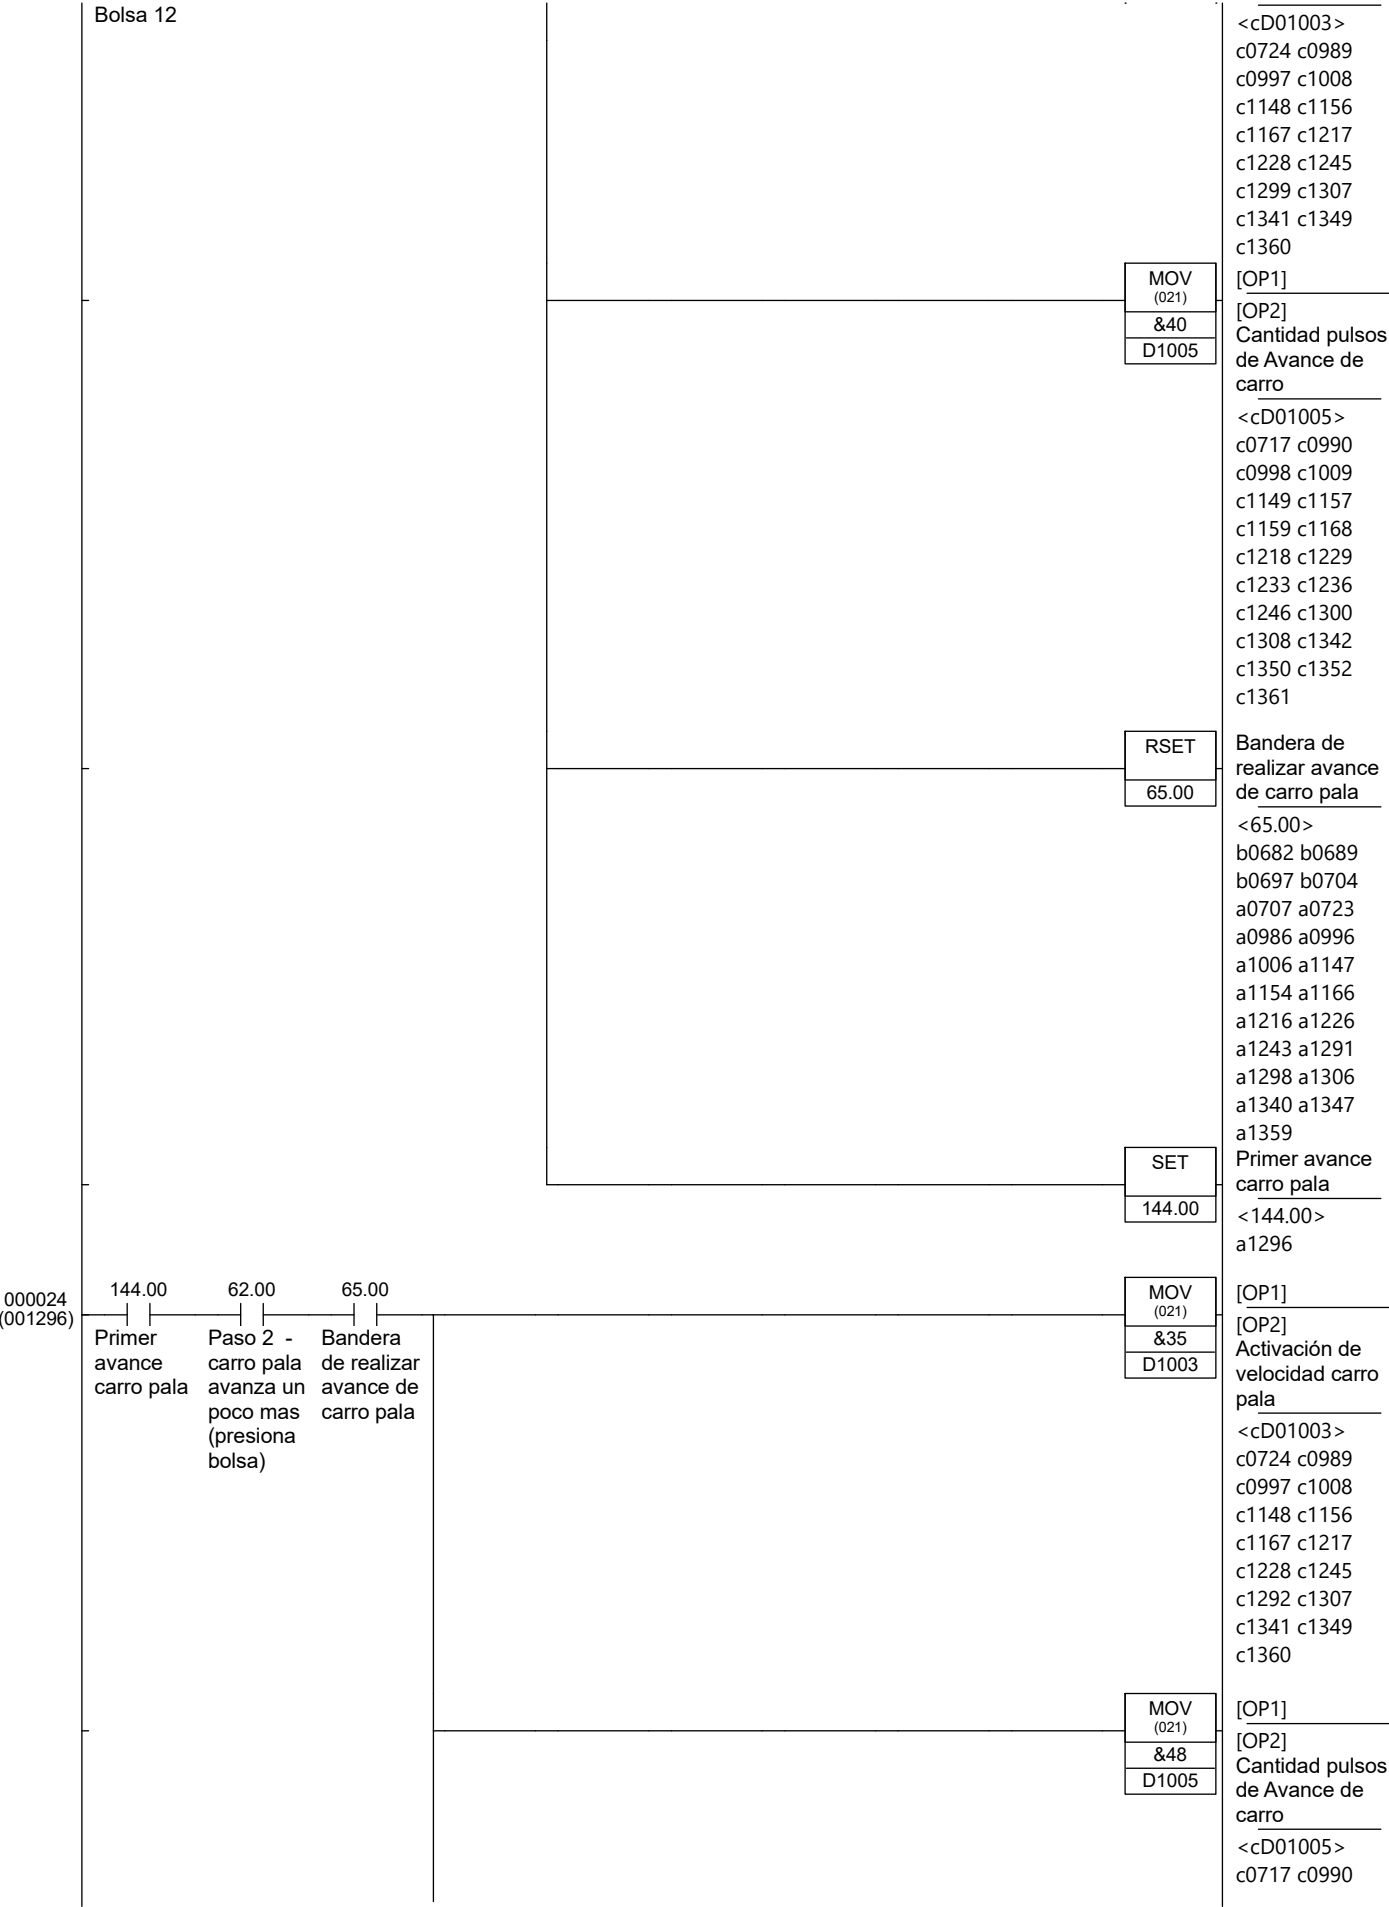 Bolsa 12
<cD01003>
c0724 c0989
c0997 c1008
c1148 c1156
c1167 c1217
c1228 c1245
c1299 c1307
c1341 c1349
c1360
MOV
(021)
&40
D1005
[OP1]
[OP2]
Cantidad pulsos
de Avance de
carro
<cD01005>
c0717 c0990
c0998 c1009
c1149 c1157
c1159 c1168
c1218 c1229
c1233 c1236
c1246 c1300
c1308 c1342
c1350 c1352
c1361
RSET
65.00
Bandera de
realizar avance
de carro pala
<65.00>
b0682 b0689
b0697 b0704
a0707 a0723
a0986 a0996
a1006 a1147
a1154 a1166
a1216 a1226
a1243 a1291
a1298 a1306
a1340 a1347
a1359
SET
144.00
Primer avance
carro pala
<144.00>
a1296
000024
(001296)
144.00
Primer
avance
carro pala
62.00
Paso 2 -
carro pala
avanza un
poco mas
(presiona
bolsa)
65.00
Bandera
de realizar
avance de
carro pala
MOV
(021)
&35
D1003
[OP1]
[OP2]
Activación de
velocidad carro
pala
<cD01003>
c0724 c0989
c0997 c1008
c1148 c1156
c1167 c1217
c1228 c1245
c1292 c1307
c1341 c1349
c1360
MOV
(021)
&48
D1005
[OP1]
[OP2]
Cantidad pulsos
de Avance de
carro
<cD01005>
c0717 c0990